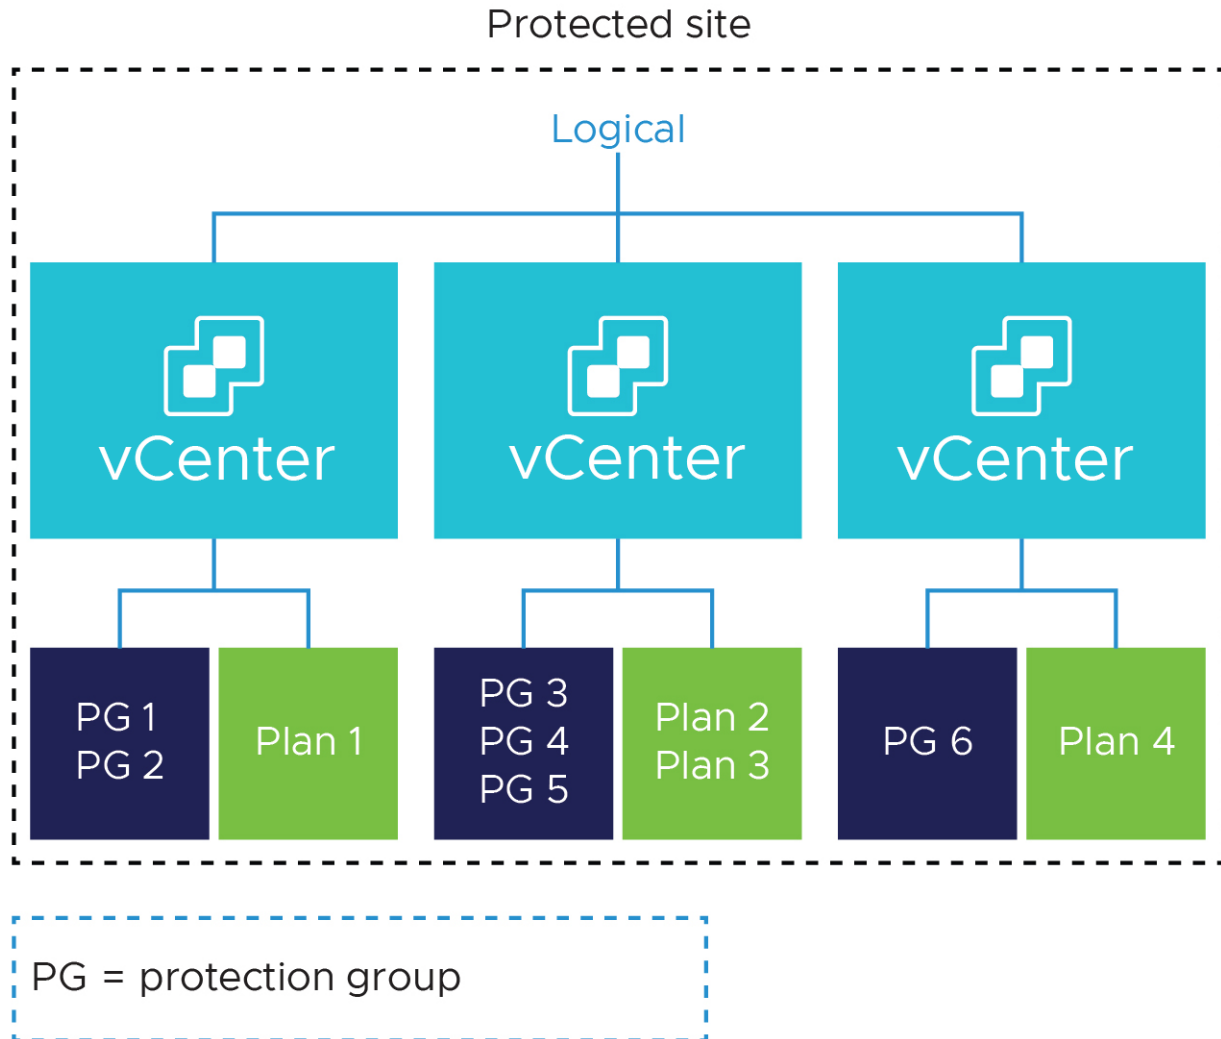 Protected site
Logical
vCenter
vCenter
vCenter
PG 1
PG 2
Plan 1
PG 3
PG 4
PG 5
Plan 2
Plan 3
PG 6
Plan 4
PG = protection group